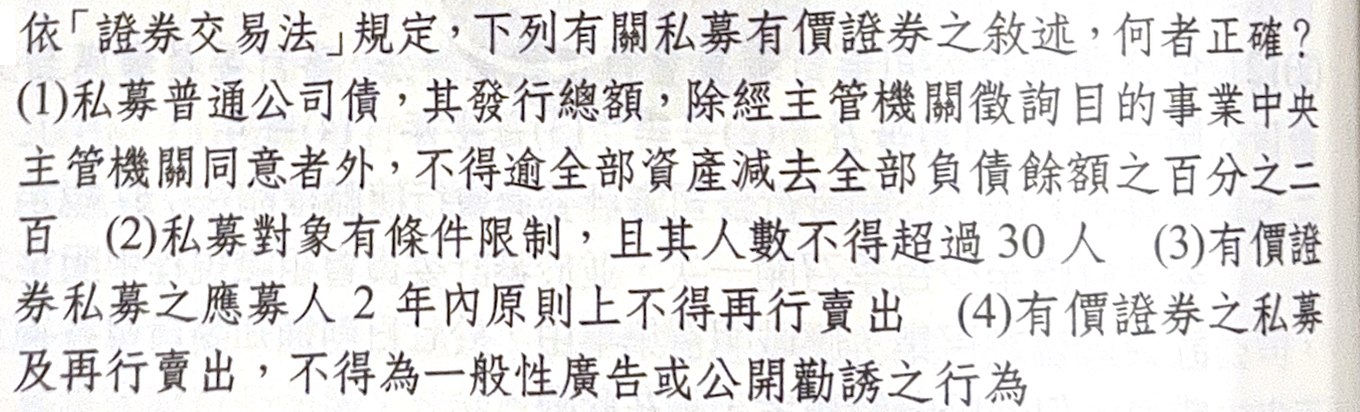 依「證券交易法」規定，下列有關私募有價證券之敘述，何者正確？
(1)私募普通公司債，其發行總額，除經主管機關徵詢目的事業中央
主管機關同意者外，不得逾全部資產減去全部負債餘額之百分之二
百　(2)私募對象有條件限制，且其人數不得超過 30 人　(3)有價證
券私募之應募人 2 年內原則上不得再行賣出　(4)有價證券之私募
及再行賣出，不得為一般性廣告或公開勸誘之行為